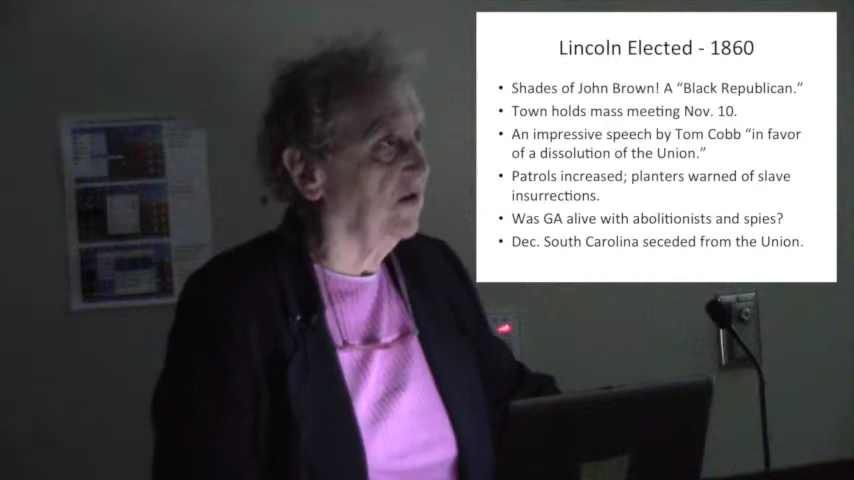 Lincoln Elected - 1860
• Shades of John Brown! A “Black Republican.”
• Town holds mass meeting Nov. 10.
• An impressive speech by Tom Cobb “in favor
of a dissolution of the Union.”
• Patrols increased; planters warned of slave
insurrections.
• Was GA alive with abolitionists and spies?
• Dec. South Carolina seceded from the Union.